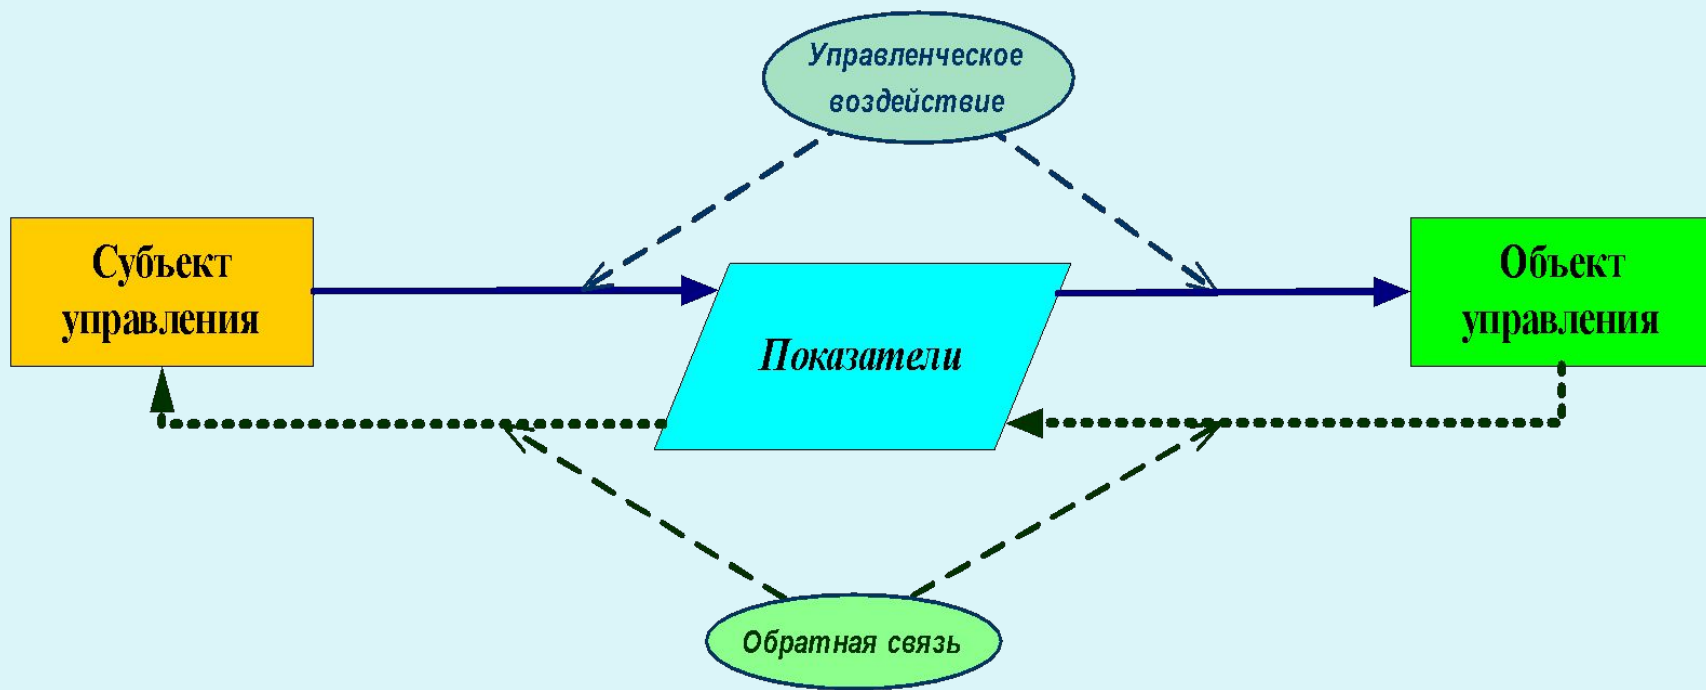 Управленческое
воздействие
Субъект
управления
Показатели
Объект
управления
Обратная связь